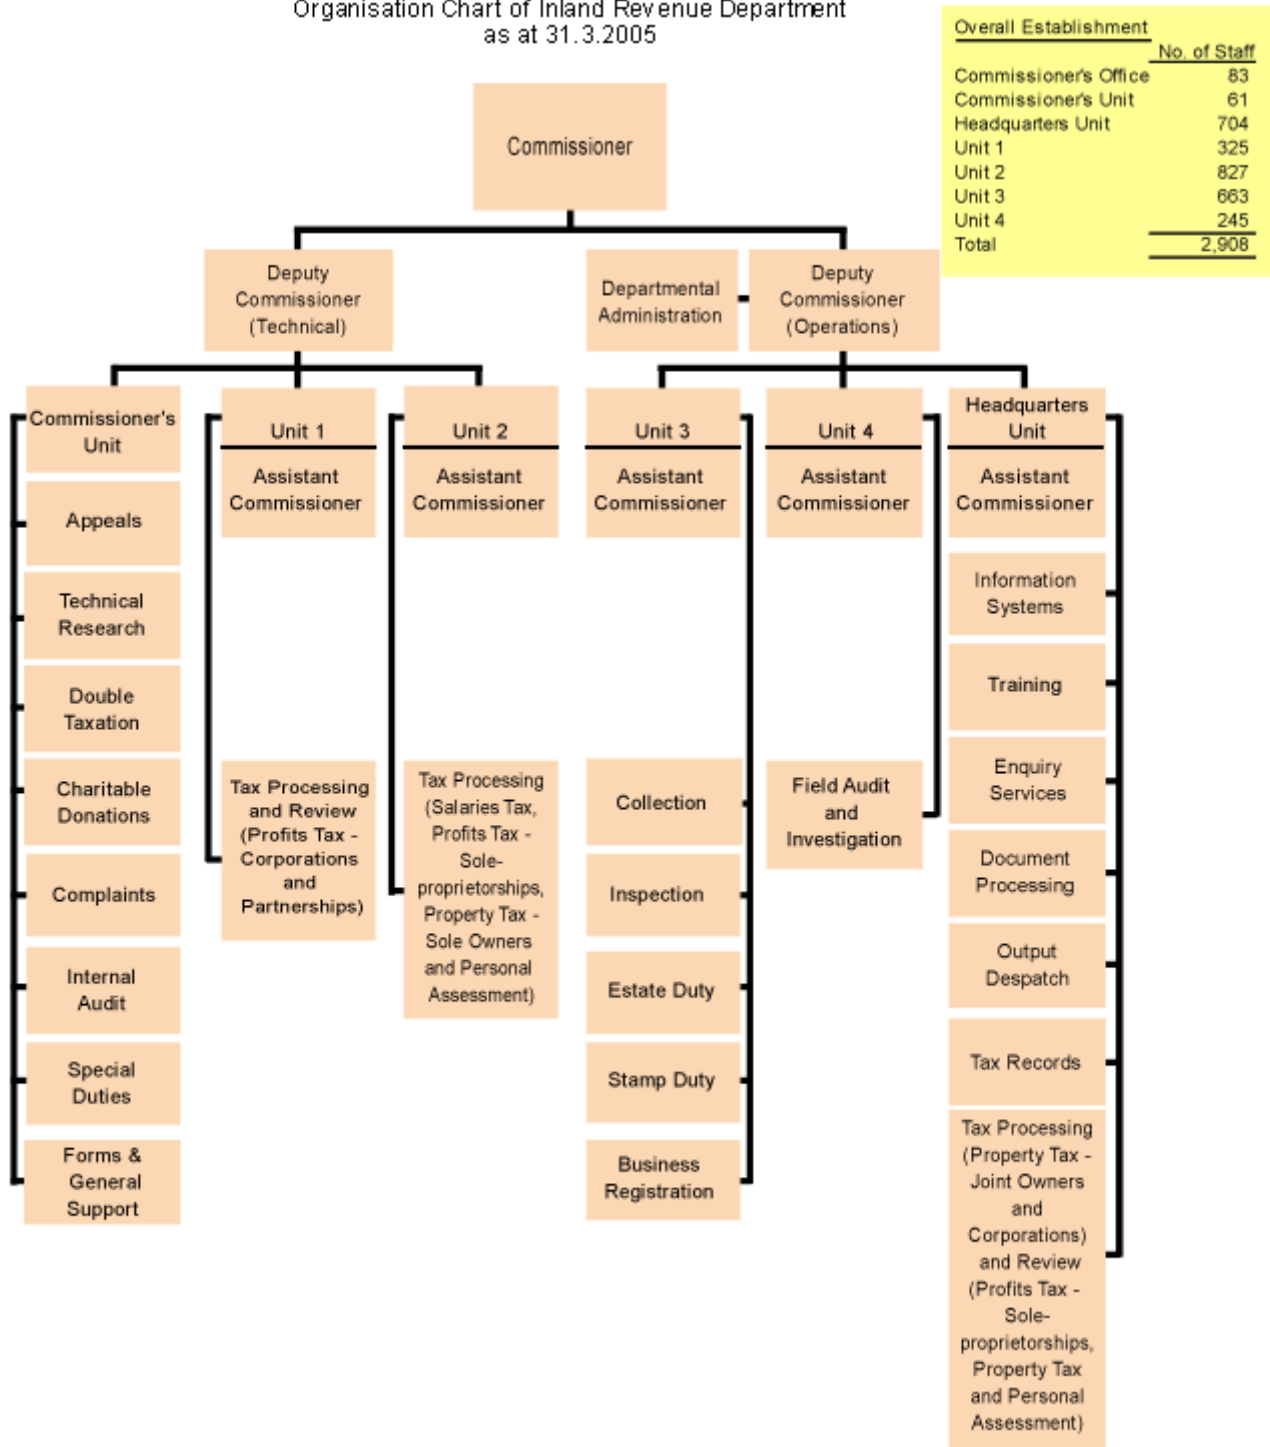 Organisation Chart of Inland Revenue Department
as at 31.3.2005
Overall Establishment
No. of Staff
Commissioner's Office 83
Commissioner's Unit 61
Headquarters Unit 704
Unit 1 325
Unit 2 827
Unit 3 663
Unit 4 245
Total 2,908
Commissioner
Deputy
Commissioner
(Technical)
Departmental
Administration
Deputy
Commissioner
(Operations)
Commissioner's
Unit
Appeals
Technical
Research
Double
Taxation
Charitable
Donations
Complaints
Internal
Audit
Special
Duties
Forms &
General
Support
Unit 1
Assistant
Commissioner
Tax Processing
and Review
(Profits Tax -
Corporations
and
Partnerships)
Unit 2
Assistant
Commissioner
Tax Processing
(Salaries Tax,
Profits Tax -
Sole-
proprietorships,
Property Tax -
Sole Owners
and Personal
Assessment)
Unit 3
Assistant
Commissioner
Collection
Inspection
Estate Duty
Stamp Duty
Business
Registration
Unit 4
Assistant
Commissioner
Field Audit
and
Investigation
Headquarters
Unit
Assistant
Commissioner
Information
Systems
Training
Enquiry
Services
Document
Processing
Output
Despatch
Tax Records
Tax Processing
(Property Tax -
Joint Owners
and
Corporations)
and Review
(Profits Tax -
Sole-
proprietorships,
Property Tax
and Personal
Assessment)